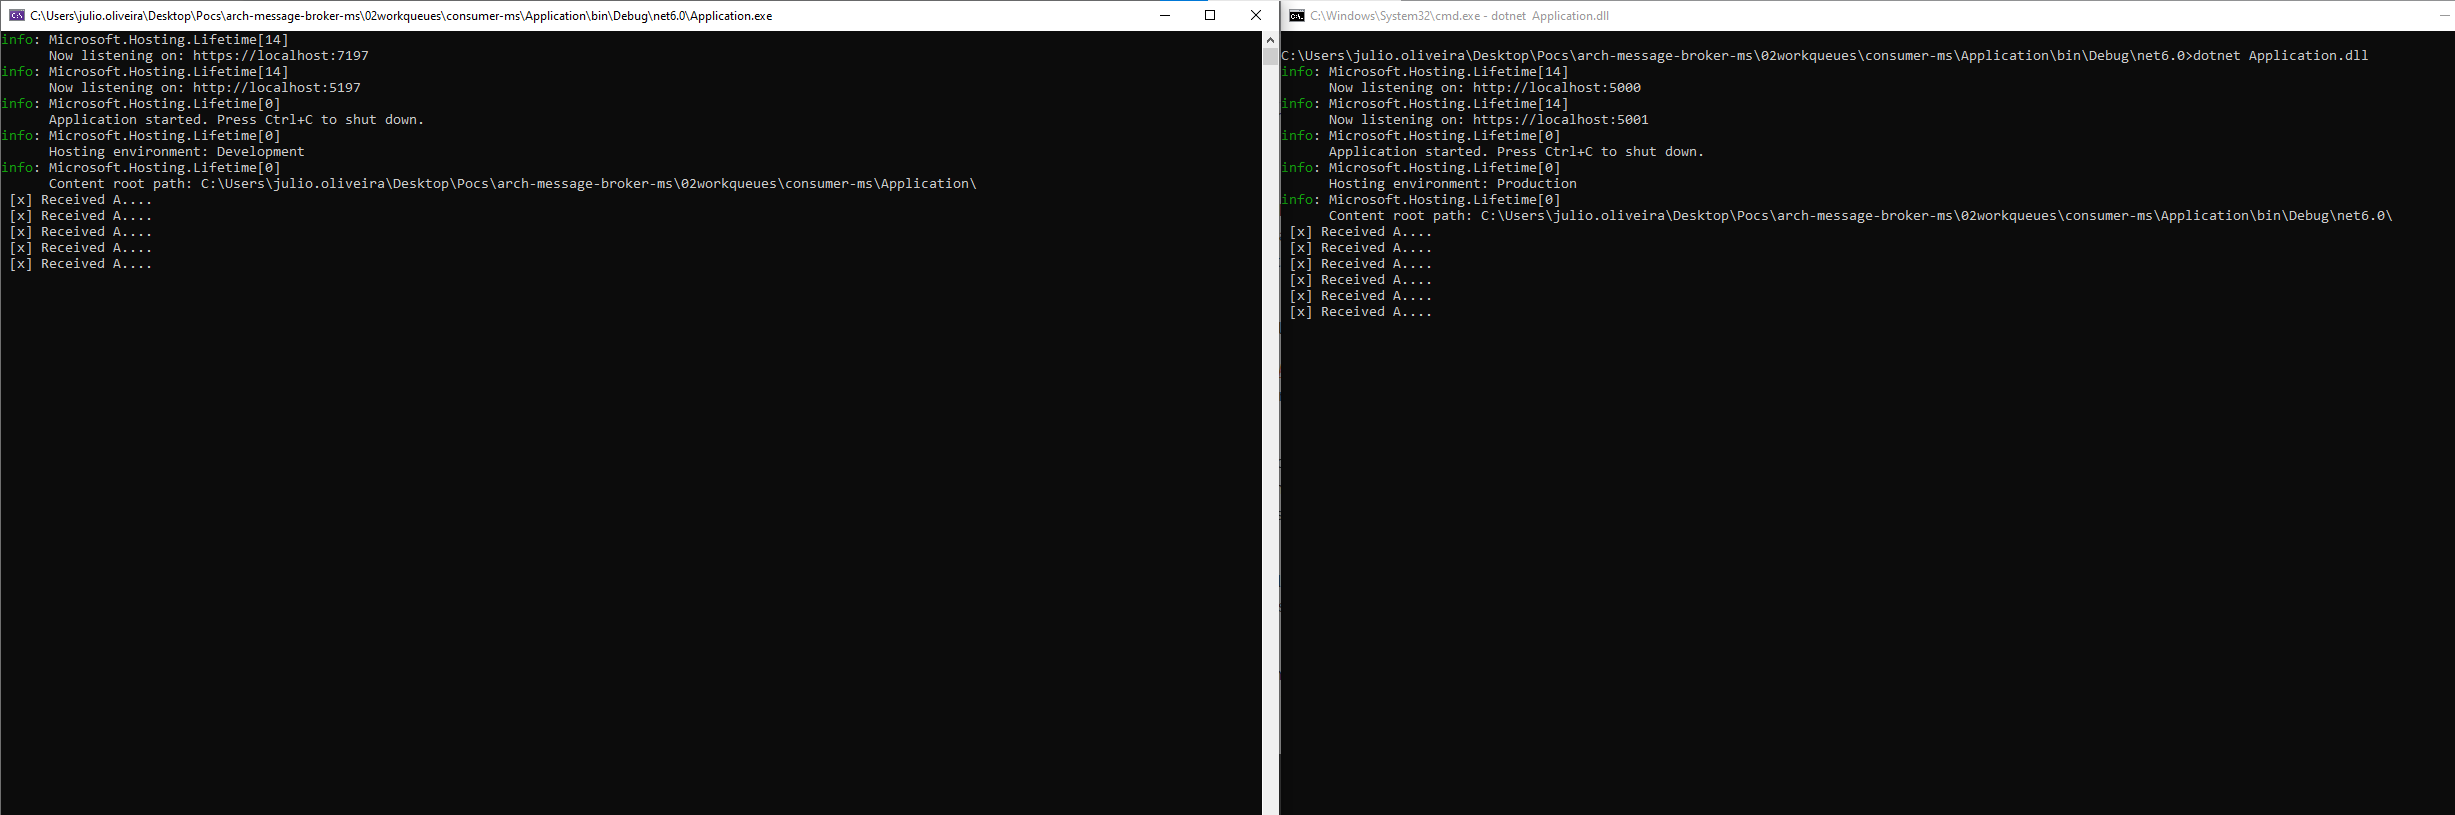 C:\Users\julio.oliveira\Desktop\Pocs\arch-message-broker-ms\02workqueues\consumer-ms\Application\bin\Debug\net6.0\Application.exe
info: Microsoft.Hosting.Lifetime[14]
      Now listening on: https://localhost:7197
info: Microsoft.Hosting.Lifetime[14]
      Now listening on: http://localhost:5197
info: Microsoft.Hosting.Lifetime[0]
      Application started. Press Ctrl+C to shut down.
info: Microsoft.Hosting.Lifetime[0]
      Hosting environment: Development
info: Microsoft.Hosting.Lifetime[0]
      Content root path: C:\Users\julio.oliveira\Desktop\Pocs\arch-message-broker-ms\02workqueues\consumer-ms\Application\
 [x] Received A....
 [x] Received A....
 [x] Received A....
 [x] Received A....
 [x] Received A....
C:\Windows\System32\cmd.exe - dotnet  Application.dll
C:\Users\julio.oliveira\Desktop\Pocs\arch-message-broker-ms\02workqueues\consumer-ms\Application\bin\Debug\net6.0>dotnet Application.dll
info: Microsoft.Hosting.Lifetime[14]
      Now listening on: http://localhost:5000
info: Microsoft.Hosting.Lifetime[14]
      Now listening on: https://localhost:5001
info: Microsoft.Hosting.Lifetime[0]
      Application started. Press Ctrl+C to shut down.
info: Microsoft.Hosting.Lifetime[0]
      Hosting environment: Production
info: Microsoft.Hosting.Lifetime[0]
      Content root path: C:\Users\julio.oliveira\Desktop\Pocs\arch-message-broker-ms\02workqueues\consumer-ms\Application\bin\Debug\net6.0\
 [x] Received A....
 [x] Received A....
 [x] Received A....
 [x] Received A....
 [x] Received A....
 [x] Received A....